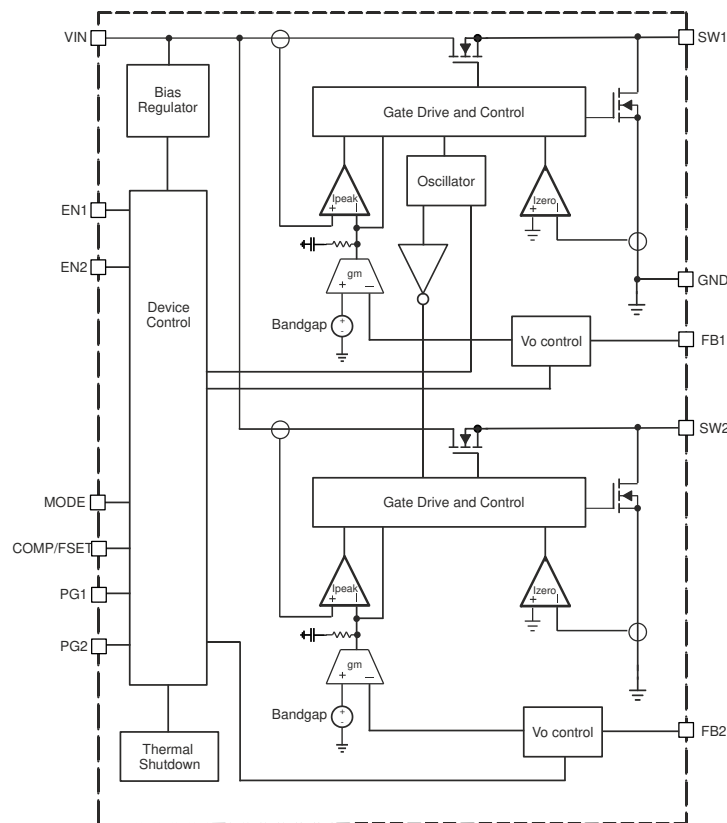 VIN
SW1
Bias
Regulator
Gate Drive and Control
Ipeak
+
Oscillator
Izero
+
EN1
EN2
gm
+
GND
Device
Control
Bandgap
+
-
Vo control
FB1
SW2
MODE
Gate Drive and Control
COMP/FSET
Ipeak
+
Izero
+
PG1
PG2
gm
+
Bandgap
+
-
Vo control
FB2
Thermal
Shutdown